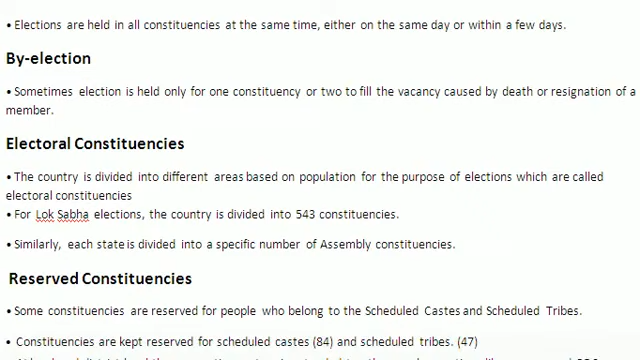 • Elections are held in all constituencies at the same time, either on the same day or within a few days.
By-election
• Sometimes election is held only for one constituency or two to fill the vacancy caused by death or resignation of a
member.
Electoral Constituencies
• The country is divided into different areas based on population for the purpose of elections which are called
electoral constituencies
• For Lok Sabha elections, the country is divided into 543 constituencies.
• Similarly, each state is divided into a specific number of Assembly constituencies.
Reserved Constituencies
• Some constituencies are reserved for people who belong to the Scheduled Castes and Scheduled Tribes.
• Constituencies are kept reserved for scheduled castes (84) and scheduled tribes. (47)